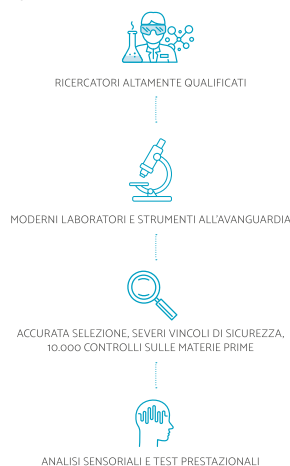 RICERCATORI ALTAMENTE QUALIFICATI
MODERNI LABORATORI E STRUMENTI ALL'AVANGUARDIA
ACCURATA SELEZIONE, SEVERI VINCOLI DI SICUREZZA,
10.000 CONTROLLI SULLE MATERIE PRIME
ANALISI SENSORIALI E TEST PRESTAZIONALI